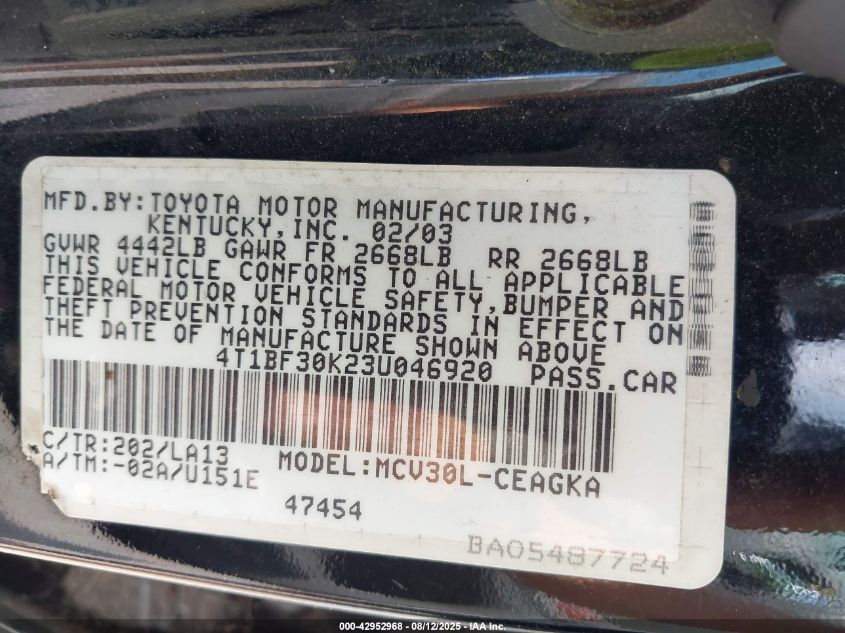 MFD.BY:TOYOTA MOTOR MANUFACTURING,
KENTUCKY,INC. 02/03
GVWR 4442LB GAWR FR 2668LB RR 2668LB
THIS VEHICLE CONFORMS TO ALL APPLICABLE
FEDERAL MOTOR VEHICLE SAFETY,BUMPER AND
THEFT PREVENTION STANDARDS IN EFFECT ON
THE DATE OF MANUFACTURE SHOWN ABOVE
4T1BF30K23U046920 PASS.CAR
C/TR:202/LA13
A/TM:-02A/U151E
MODEL:MCV30L-CEAGKA
47454
BA05487724
000-42952968 - 08/12/2025 - IAA Inc.